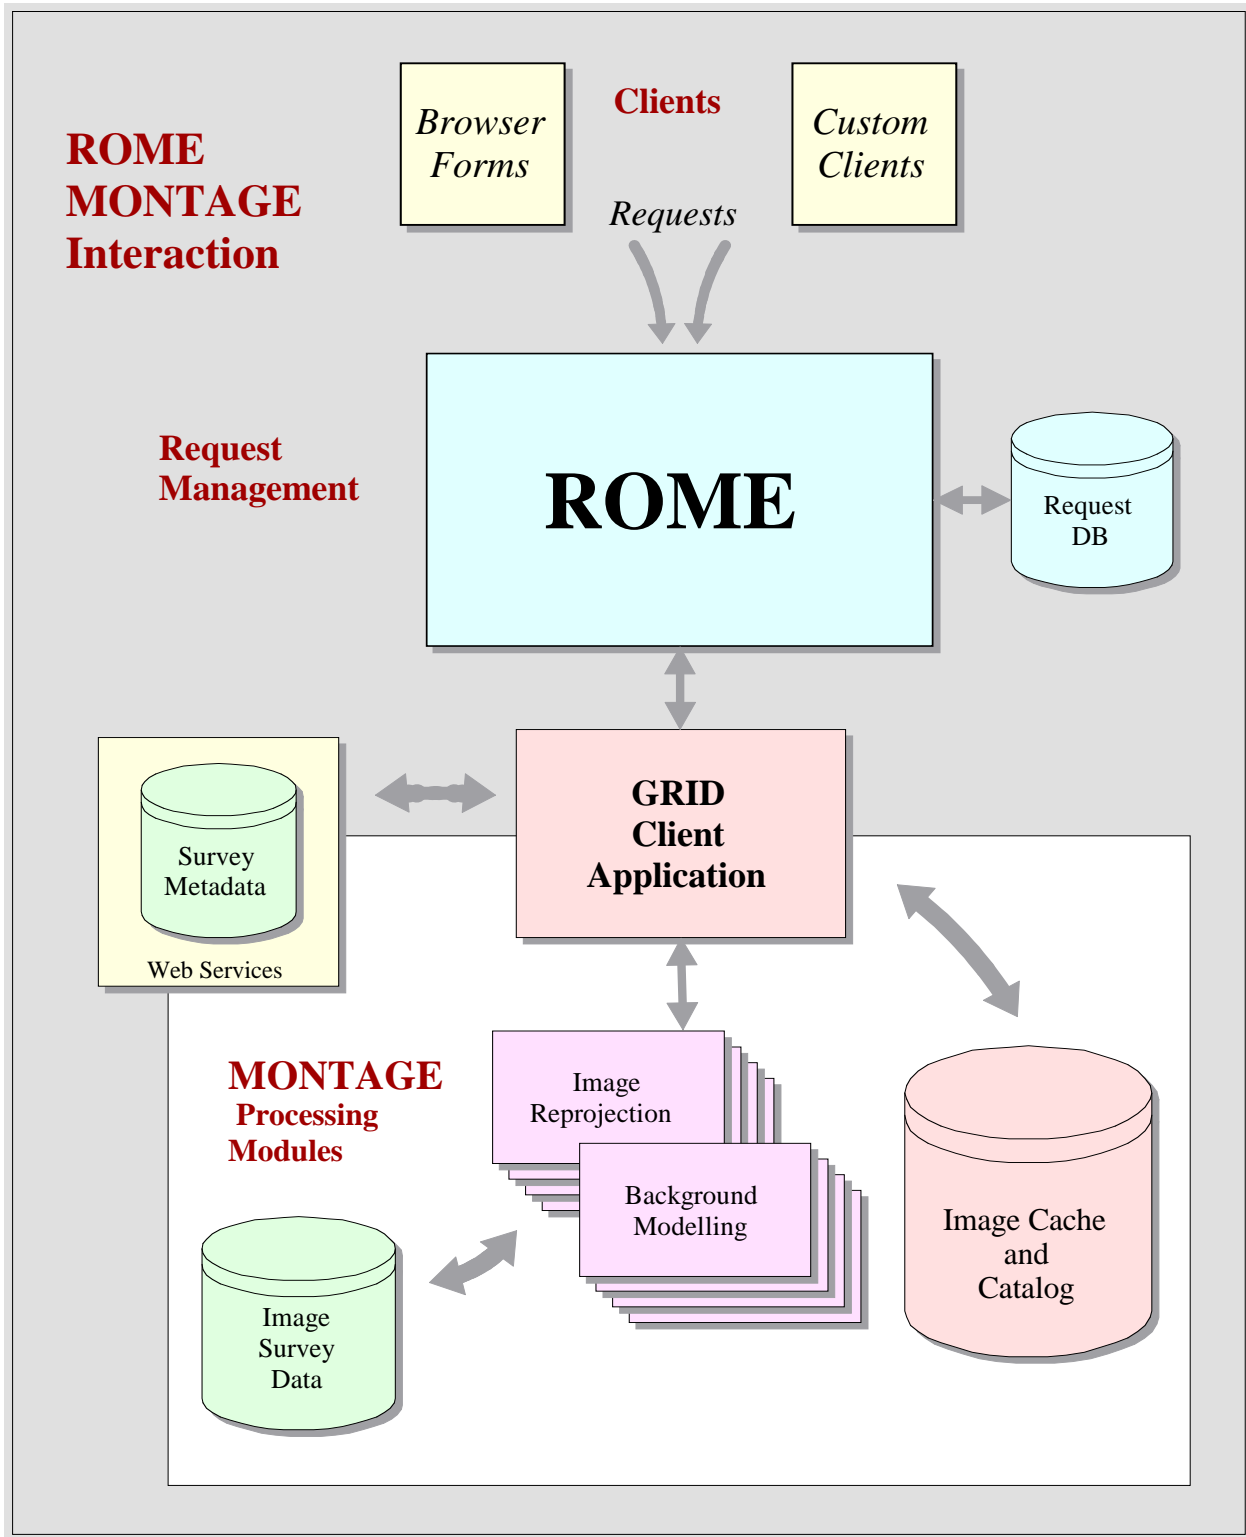 ROME
MONTAGE
Interaction
Browser
Forms
Clients
Custom
Clients
Requests
Request
Management
ROME
Request
DB
GRID
Client
Application
Survey
Metadata
Web Services
MONTAGE
Processing
Modules
Image
Reprojection
Background
Modelling
Image Cache
and
Catalog
Image
Survey
Data